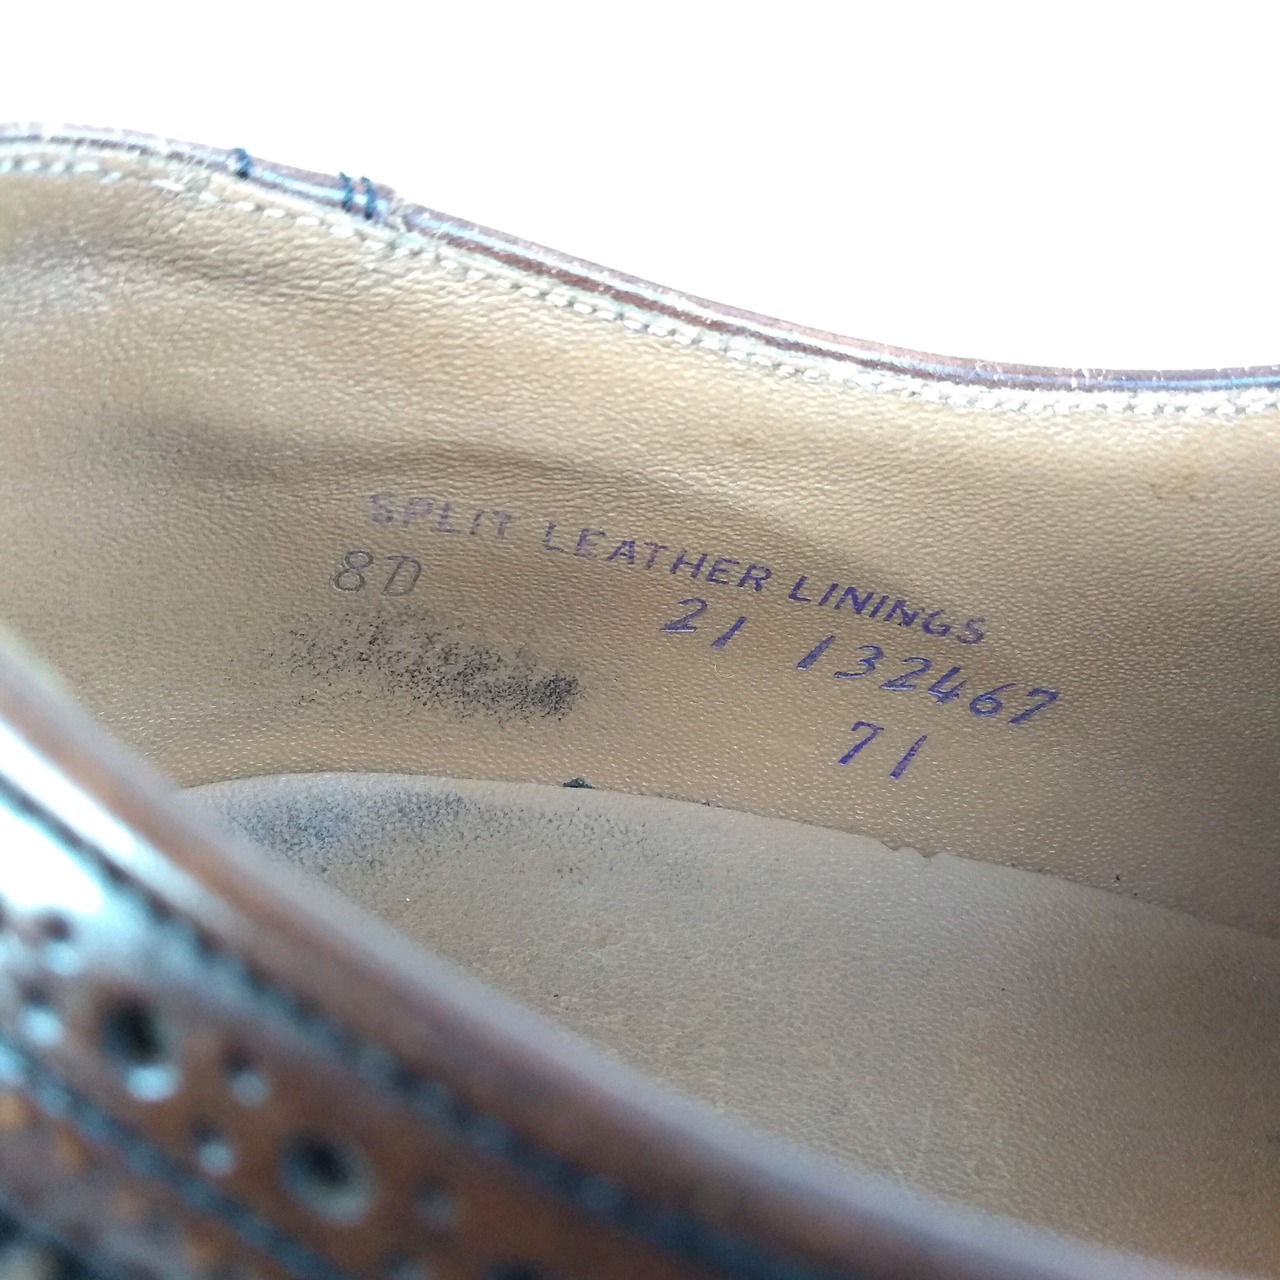 SPLIT LEATHER LININGS
8D 21 132467
71